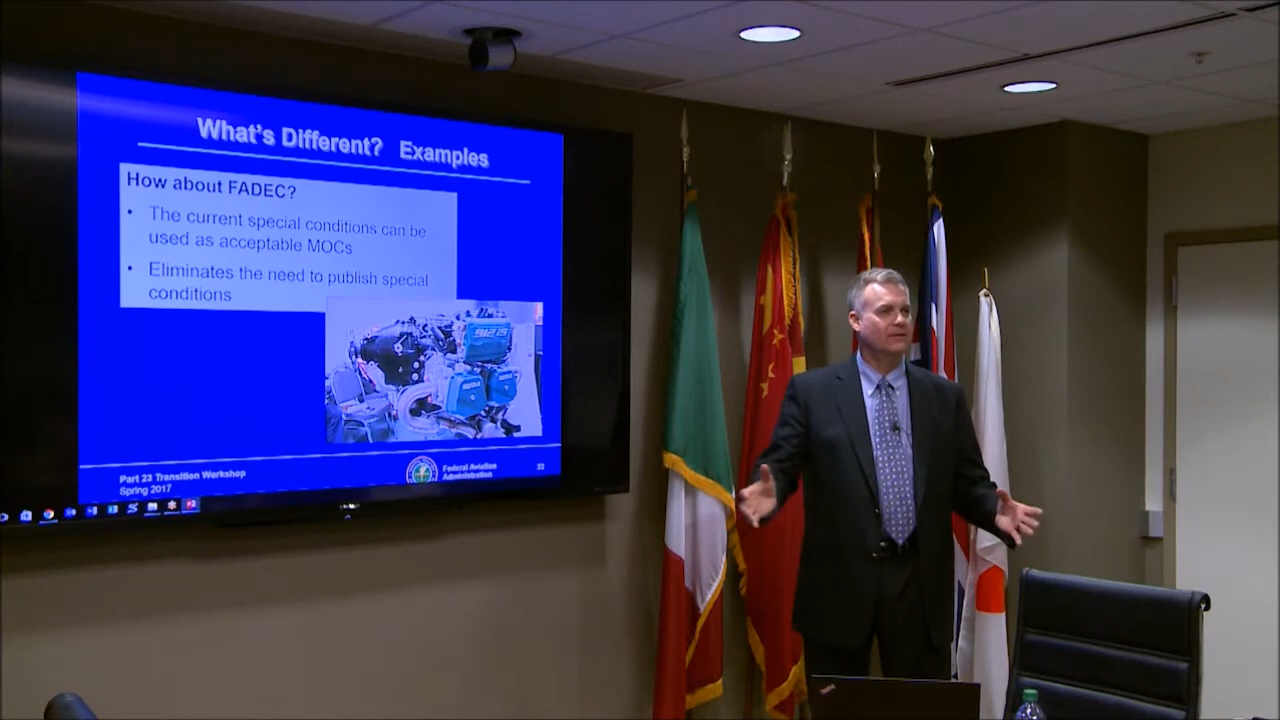 What's Different? Examples
How about FADEC?
• The current special conditions can be
used as acceptable MOCs
• Eliminates the need to publish special
conditions
912 iS
Part 23 Transition Workshop
Spring 2017
Federal Aviation
Administration
22